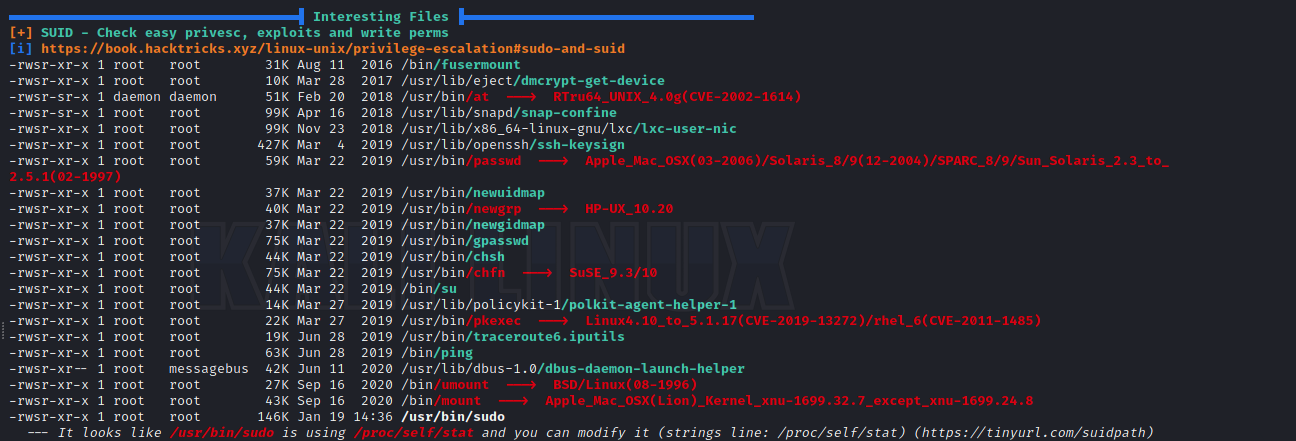 Interesting Files
[+] SUID - Check easy privesc, exploits and write perms
[i] https://book.hacktricks.xyz/linux-unix/privilege-escalation#sudo-and-suid
-rwsr-xr-x 1 root   root        31K Aug 11  2016 /bin/fusermount
-rwsr-xr-x 1 root   root        10K Mar 28  2017 /usr/lib/eject/dmcrypt-get-device
-rwsr-sr-x 1 daemon daemon      51K Feb 20  2018 /usr/bin/at  --->  RTru64_UNIX_4.0g(CVE-2002-1614)
-rwsr-sr-x 1 root   root        99K Apr 16  2018 /usr/lib/snapd/snap-confine
-rwsr-xr-x 1 root   root        99K Nov 23  2018 /usr/lib/x86_64-linux-gnu/lxc/lxc-user-nic
-rwsr-xr-x 1 root   root       427K Mar  4  2019 /usr/lib/openssh/ssh-keysign
-rwsr-xr-x 1 root   root        59K Mar 22  2019 /usr/bin/passwd  --->  Apple_Mac_OSX(03-2006)/Solaris_8/9(12-2004)/SPARC_8/9/Sun_Solaris_2.3_to_
2.5.1(02-1997)
-rwsr-xr-x 1 root   root        37K Mar 22  2019 /usr/bin/newuidmap
-rwsr-xr-x 1 root   root        40K Mar 22  2019 /usr/bin/newgrp  --->  HP-UX_10.20
-rwsr-xr-x 1 root   root        37K Mar 22  2019 /usr/bin/newgidmap
-rwsr-xr-x 1 root   root        75K Mar 22  2019 /usr/bin/gpasswd
-rwsr-xr-x 1 root   root        44K Mar 22  2019 /usr/bin/chsh
-rwsr-xr-x 1 root   root        75K Mar 22  2019 /usr/bin/chfn  --->  SuSE_9.3/10
-rwsr-xr-x 1 root   root        44K Mar 22  2019 /bin/su
-rwsr-xr-x 1 root   root        14K Mar 27  2019 /usr/lib/policykit-1/polkit-agent-helper-1
-rwsr-xr-x 1 root   root        22K Mar 27  2019 /usr/bin/pkexec  --->  Linux4.10_to_5.1.17(CVE-2019-13272)/rhel_6(CVE-2011-1485)
-rwsr-xr-x 1 root   root        19K Jun 28  2019 /usr/bin/traceroute6.iputils
-rwsr-xr-x 1 root   root        63K Jun 28  2019 /bin/ping
-rwsr-xr-- 1 root   messagebus  42K Jun 11  2020 /usr/lib/dbus-1.0/dbus-daemon-launch-helper
-rwsr-xr-x 1 root   root        27K Sep 16  2020 /bin/umount  --->  BSD/Linux(08-1996)
-rwsr-xr-x 1 root   root        43K Sep 16  2020 /bin/mount  --->  Apple_Mac_OSX(Lion)_Kernel_xnu-1699.32.7_except_xnu-1699.24.8
-rwsr-xr-x 1 root   root       146K Jan 19 14:36 /usr/bin/sudo
--- It looks like /usr/bin/sudo is using /proc/self/stat and you can modify it (strings line: /proc/self/stat) (https://tinyurl.com/suidpath)
KALI LINUX